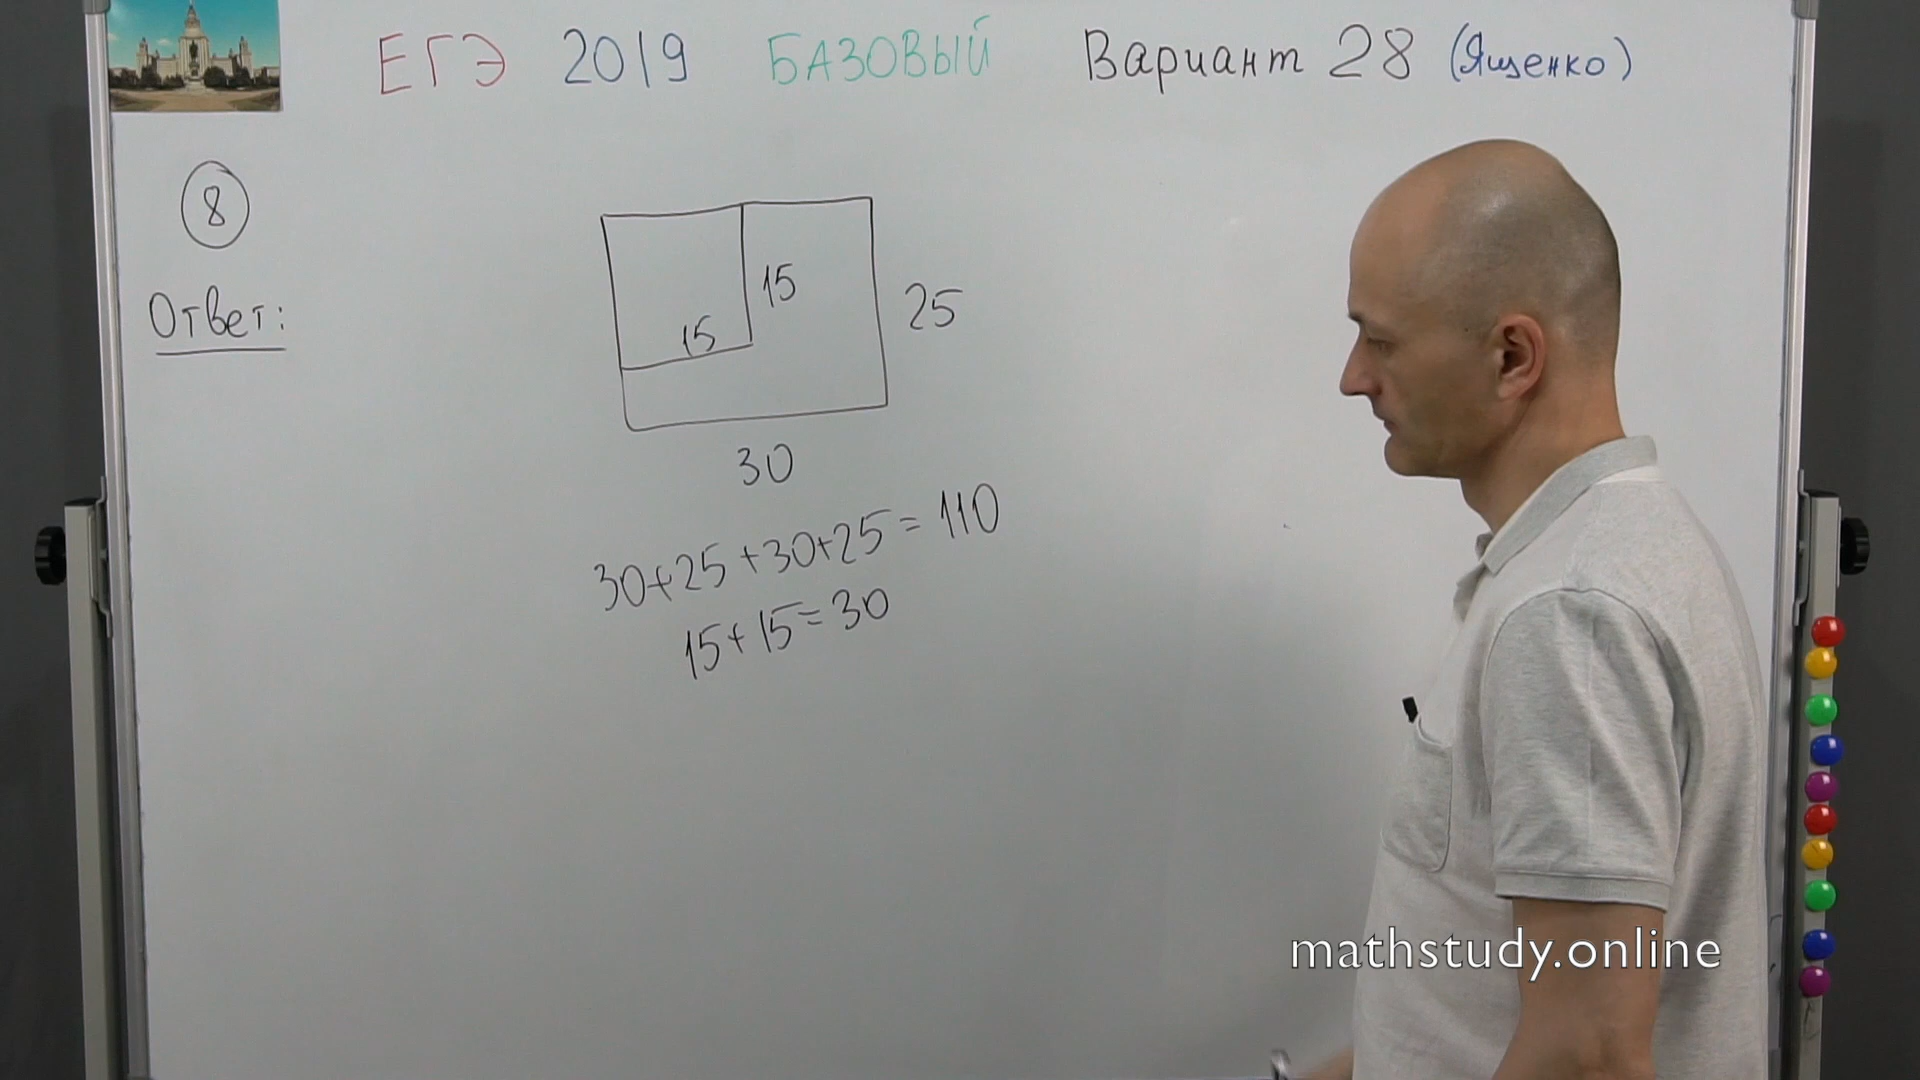 ЕГЭ 2019 БАЗОВЫЙ Вариант 28 (Ященко)
8
Ответ:
15
15
25
30
30+25+30+25=110
15+15=30
mathstudy.online